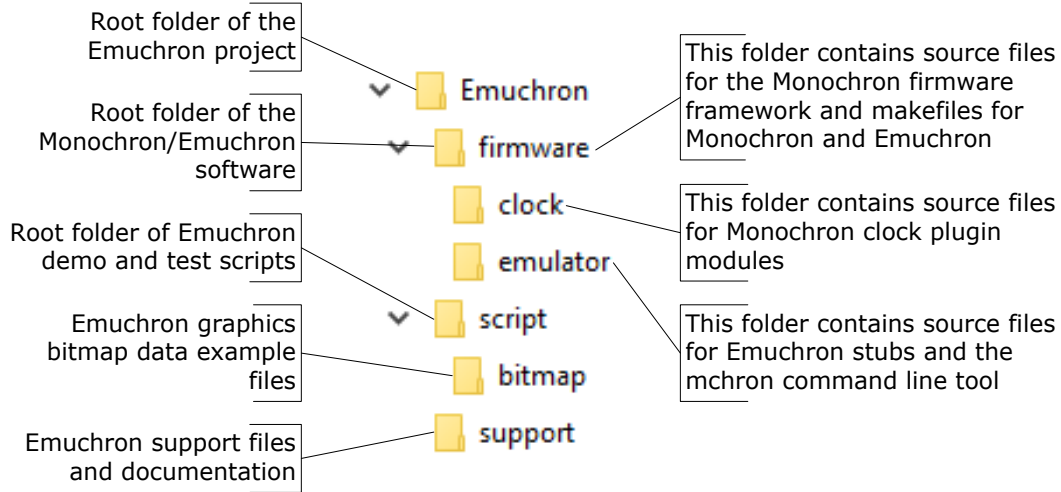 Root folder of the
Emuchron project
Root folder of the
Monochron/Emuchron
software
Root folder of Emuchron
demo and test scripts
Emuchron graphics
bitmap data example
files
Emuchron support files
and documentation
Emuchron
firmware
clock
emulator
script
bitmap
support
This folder contains source files
for the Monochron firmware
framework and makefiles for
Monochron and Emuchron
This folder contains source files
for Monochron clock plugin
modules
This folder contains source files
for Emuchron stubs and the
mchron command line tool